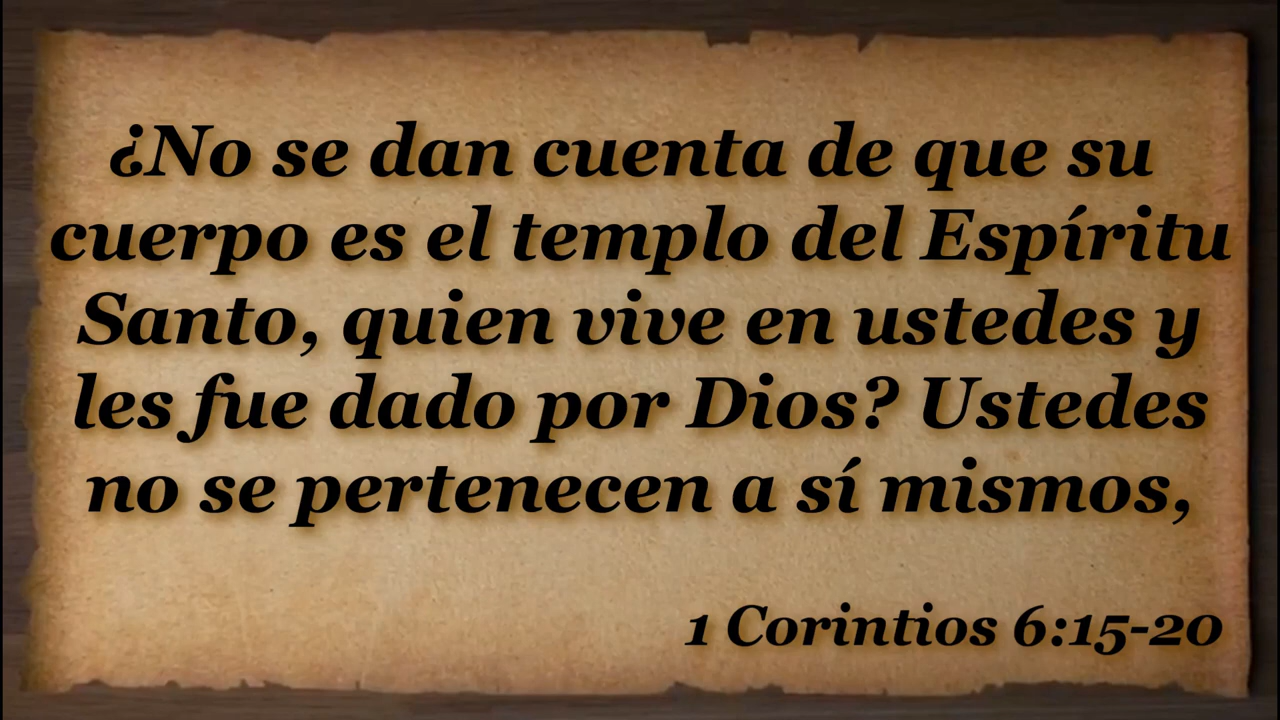 ¿No se dan cuenta de que su
cuerpo es el templo del Espíritu
Santo, quien vive en ustedes y
les fue dado por Dios? Ustedes
no se pertenecen a sí mismos,
1 Corintios 6:15-20